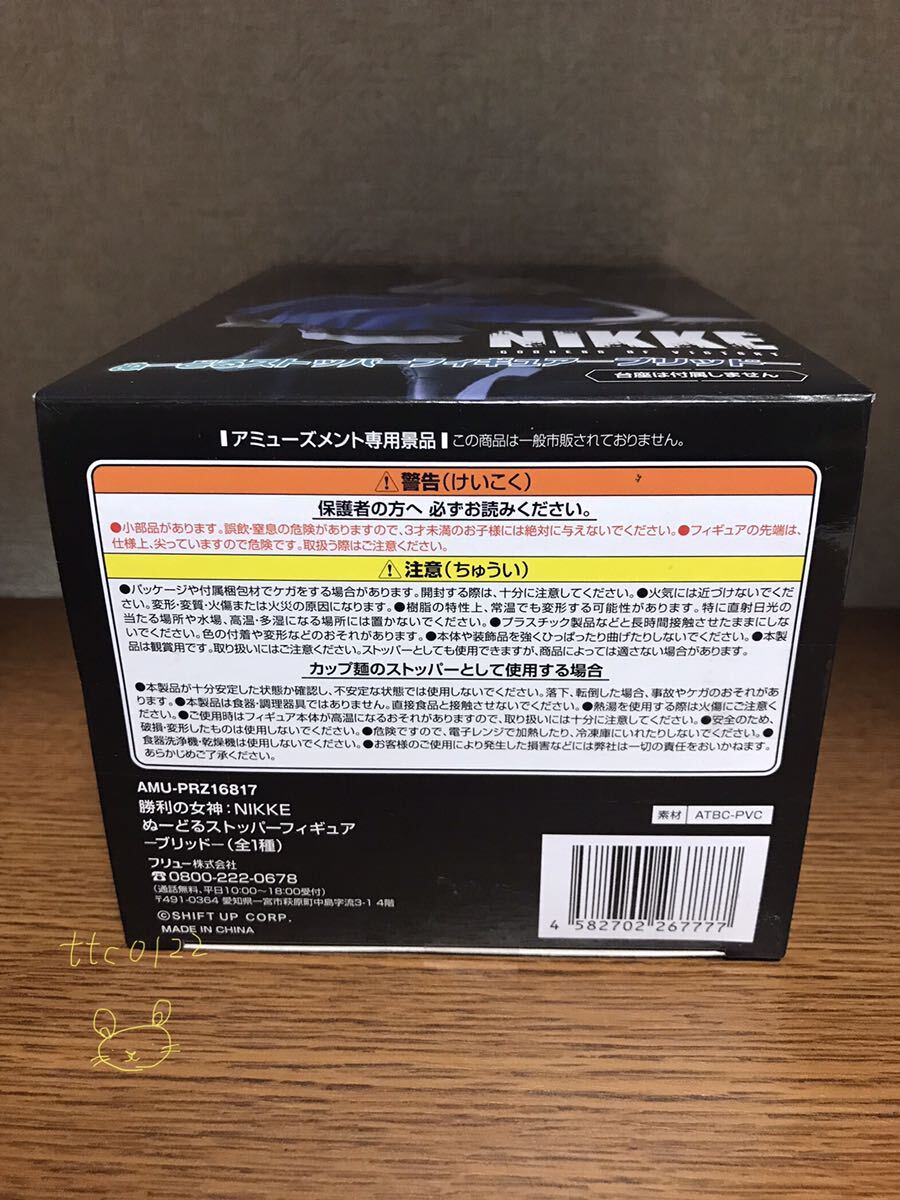 NIKKE
GODDESS OF VICTORY
ぬーどるストッパーフィギュアーブリッドー
台座は付属しません
アミューズメント専用景品 この商品は一般市販されておりません。
⚠警告(けいこく)
保護者の方へ 必ずお読みください。
●小部品があります。誤飲・窒息の危険がありますので、3才未満のお子様には絶対に与えないでください。●フィギュアの先端は、
仕様上、尖っていますので危険です。取扱う際はご注意ください。
⚠注意(ちゅうい)
●パッケージや付属梱包材でケガをする場合があります。開封する際は、十分に注意してください。●火気には近づけないでくだ
さい。変形・変質・火傷または火災の原因になります。●樹脂の特性上、常温でも変形する可能性があります。特に直射日光の
当たる場所や水場、高温・多湿になる場所には置かないでください。●プラスチック製品などと長時間接触させたままにし
ないでください。色の付着や変形などのおそれがあります。●本体や装飾品を強くひっぱったり曲げたりしないでください。●本製
品は観賞用です。取り扱いにはご注意ください。ストッパーとしても使用できますが、商品によっては適さない場合があります。
カップ麺のストッパーとして使用する場合
●本製品が十分安定した状態か確認し、不安定な状態では使用しないでください。落下、転倒した場合、事故やケガのおそれがあ
ります。●本製品は食器・調理器具ではありません。直接食品と接触させないでください。●熱湯を使用する際は火傷にご注意く
ださい。●ご使用時はフィギュア本体が高温になるおそれがありますので、取り扱いには十分に注意してください。●安全のため、
破損・変形したものは使用しないでください。●危険ですので、電子レンジで加熱したり、冷凍庫にいれたりしないでください。●
食器洗浄機・乾燥機は使用しないでください。●お客様のご使用により発生した損害などには弊社は一切の責任をおいかねます。
あらかじめご了承ください。
AMU-PRZ16817
勝利の女神:NIKKE
ぬーどるストッパーフィギュア
ーブリッドー(全1種)
フリュー株式会社
☎0800-222-0678
(通話無料、平日10:00〜18:00受付)
〒491-0364 愛知県一宮市萩原町中島字流3-1 4階
©SHIFT UP CORP.
MADE IN CHINA
素材 ATBC-PVC
4 582702 267777
ttc0122